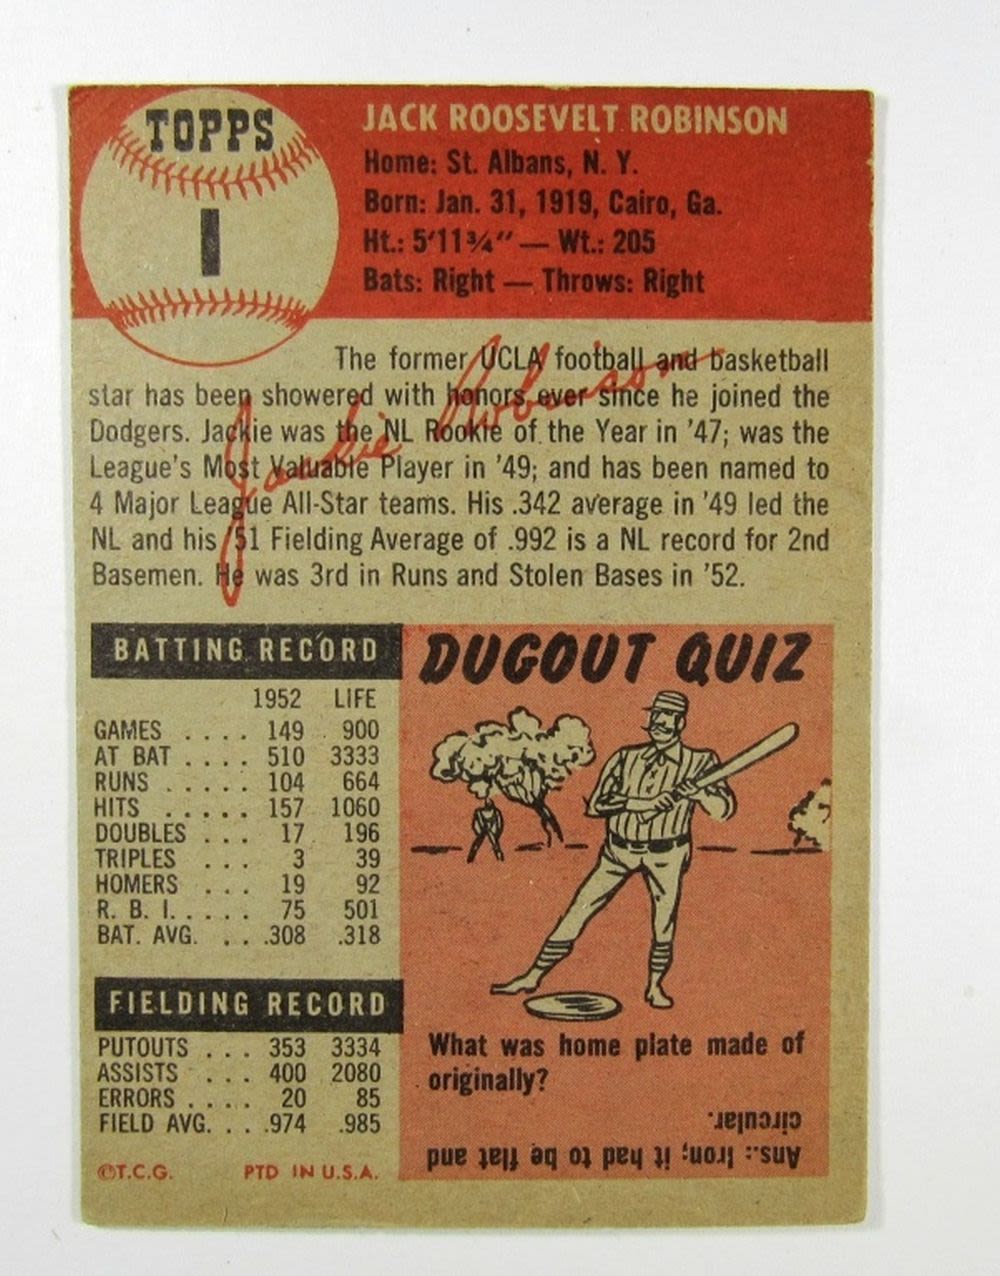 TOPPS
1
JACK ROOSEVELT ROBINSON
Home: St. Albans, N. Y.
Born: Jan. 31, 1919, Cairo, Ga.
Ht.: 5'11¾" — Wt.: 205
Bats: Right — Throws: Right
The former UCLA football and basketball
star has been showered with honors ever since he joined the
Dodgers. Jackie was the NL Rookie of the Year in '47; was the
League's Most Valuable Player in '49; and has been named to
4 Major League All-Star teams. His .342 average in '49 led the
NL and his '51 Fielding Average of .992 is a NL record for 2nd
Basemen. He was 3rd in Runs and Stolen Bases in '52.
Jackie Robinson
BATTING RECORD
1952 LIFE
GAMES . . . . 149 900
AT BAT . . . . 510 3333
RUNS . . . . . 104 664
HITS . . . . . 157 1060
DOUBLES . . . 17 196
TRIPLES . . . 3 39
HOMERS . . . 19 92
R. B. I. . . . . 75 501
BAT. AVG. . . . .308 .318
FIELDING RECORD
PUTOUTS . . . 353 3334
ASSISTS . . . 400 2080
ERRORS . . . . 20 85
FIELD AVG. . . . .974 .985
©T.C.G. PTD IN U.S.A.
DUGOUT QUIZ
What was home plate made of
originally?
Ans.: Iron; it had to be flat and
circular.